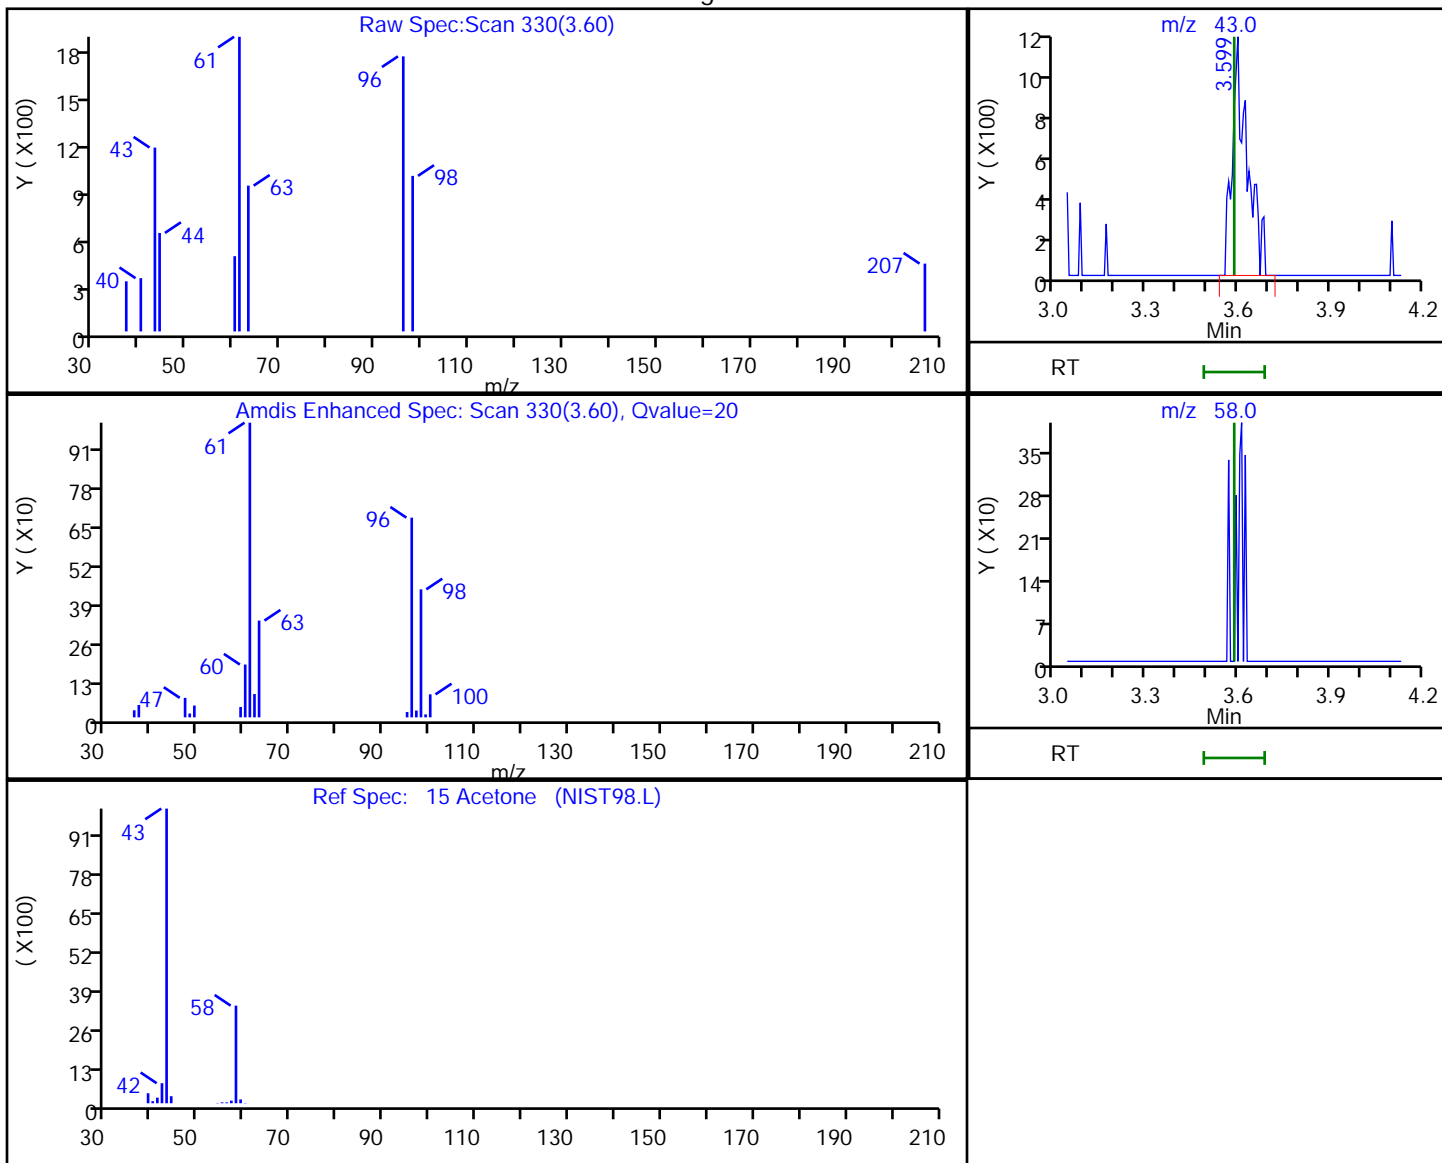 Raw Spec:Scan 330(3.60)
Y ( X100)
18
15
12
9
6
3
0
61
96
43
98
63
44
40
207
30 50 70 90 110 130 150 170 190 210
m/z
m/z 43.0
Y ( X100)
12
10
8
6
4
2
0
3.599
3.0 3.3 3.6 3.9 4.2
Min
RT
Amdis Enhanced Spec: Scan 330(3.60), Qvalue=20
Y ( X10)
91
78
65
52
39
26
13
0
61
96
98
63
60
47
100
30 50 70 90 110 130 150 170 190 210
m/z
m/z 58.0
Y ( X10)
35
28
21
14
7
0
3.0 3.3 3.6 3.9 4.2
Min
RT
Ref Spec: 15 Acetone (NIST98.L)
( X100)
91
78
65
52
39
26
13
0
43
58
42
30 50 70 90 110 130 150 170 190 210